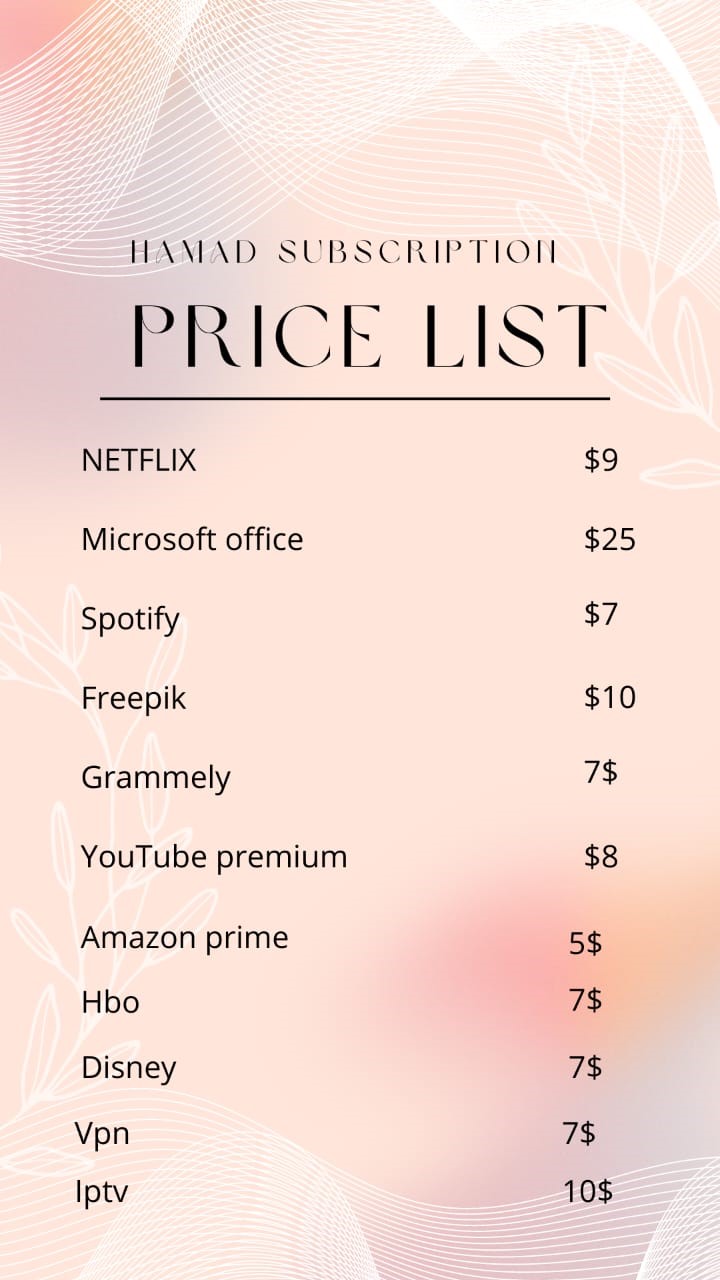 HAMAD SUBSCRIPTION
PRICE LIST
NETFLIX $9
Microsoft office $25
Spotify $7
Freepik $10
Grammely 7$
YouTube premium $8
Amazon prime 5$
Hbo 7$
Disney 7$
Vpn 7$
Iptv 10$